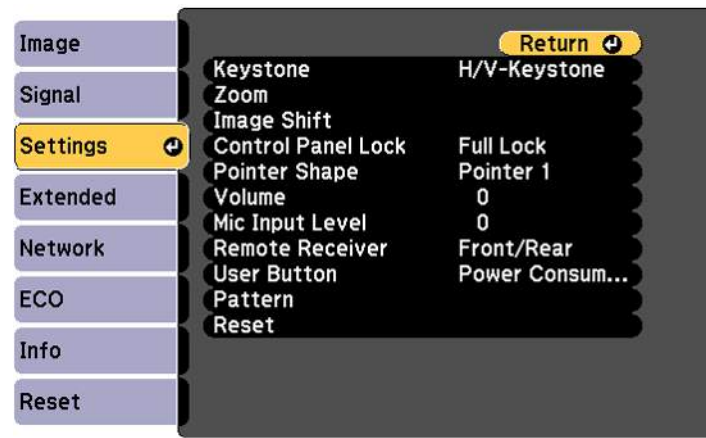 Image
Signal
Settings
Extended
Network
ECO
Info
Reset
Return
Keystone H/V-Keystone
Zoom
Image Shift
Control Panel Lock Full Lock
Pointer Shape Pointer 1
Volume 0
Mic Input Level 0
Remote Receiver Front/Rear
User Button Power Consum...
Pattern
Reset